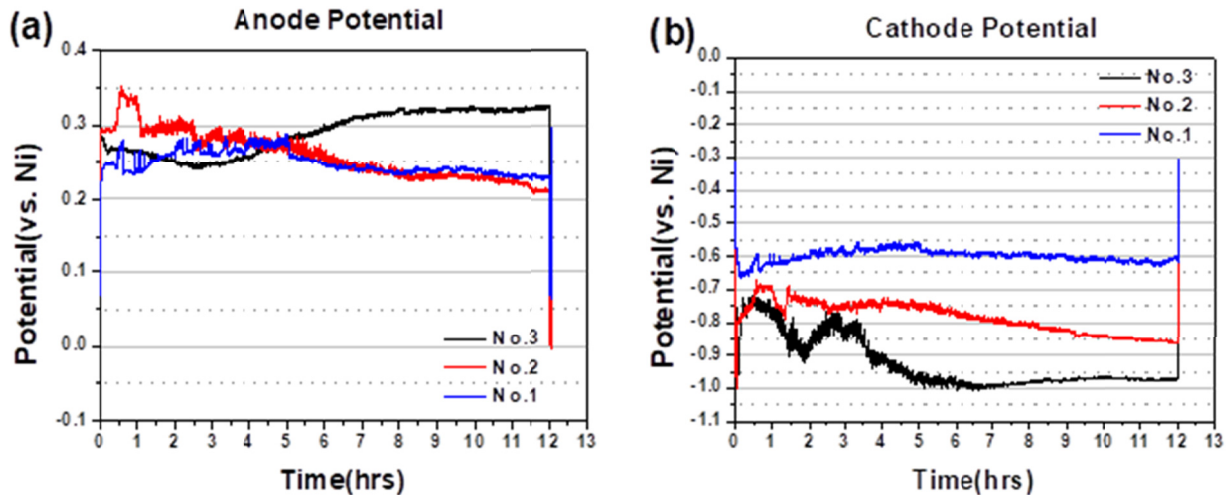 (a)
Anode Potential
Potential(vs. Ni)
0.4
0.3
0.2
0.1
0.0
-0.1
No.3
No.2
No.1
0 1 2 3 4 5 6 7 8 9 10 11 12 13
Time(hrs)
(b)
Cathode Potential
Potential(vs. Ni)
0.0
-0.1
-0.2
-0.3
-0.4
-0.5
-0.6
-0.7
-0.8
-0.9
-1.0
-1.1
No.3
No.2
No.1
0 1 2 3 4 5 6 7 8 9 10 11 12 13
Time(hrs)